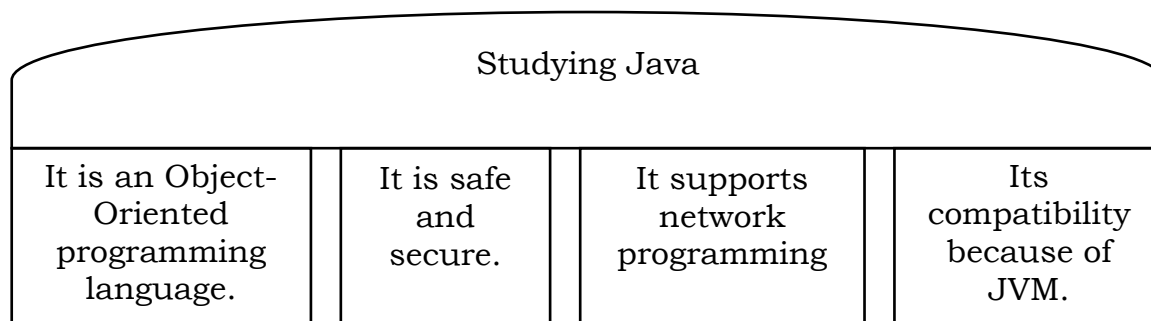 Studying Java
It is an Object-
Oriented
programming
language.
It is safe
and
secure.
It supports
network
programming
Its
compatibility
because of
JVM.